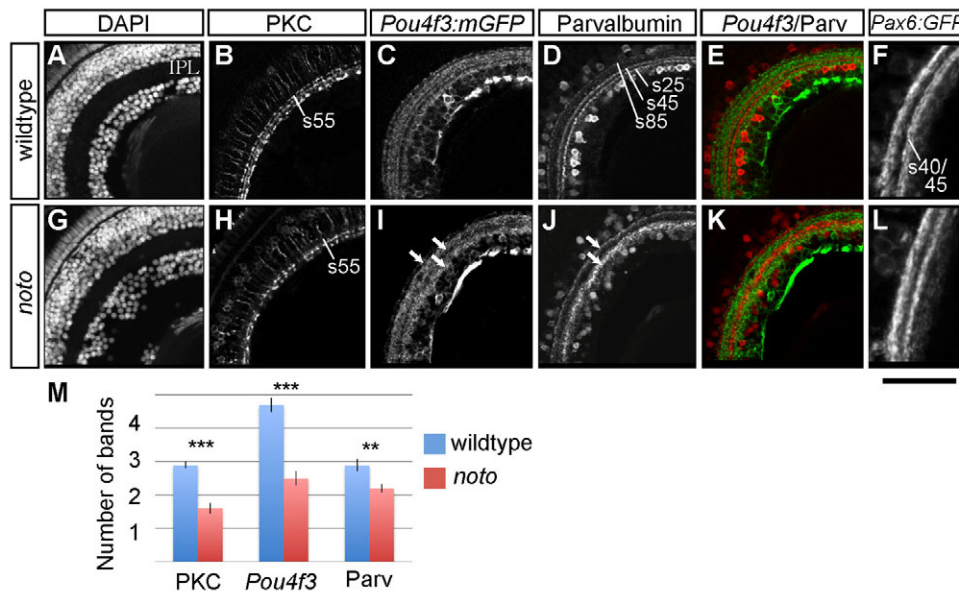 DAPI PKC Pou4f3:mGFP Parvalbumin Pou4f3/Parv Pax6:GFP
wildtype
A B C D E F
IPL
s55
s25
s45
s85
s40/
45
noto
G H I J K L
s55
M
Number of bands
4
3
2
1
*** *** **
PKC Pou4f3 Parv
wildtype
noto